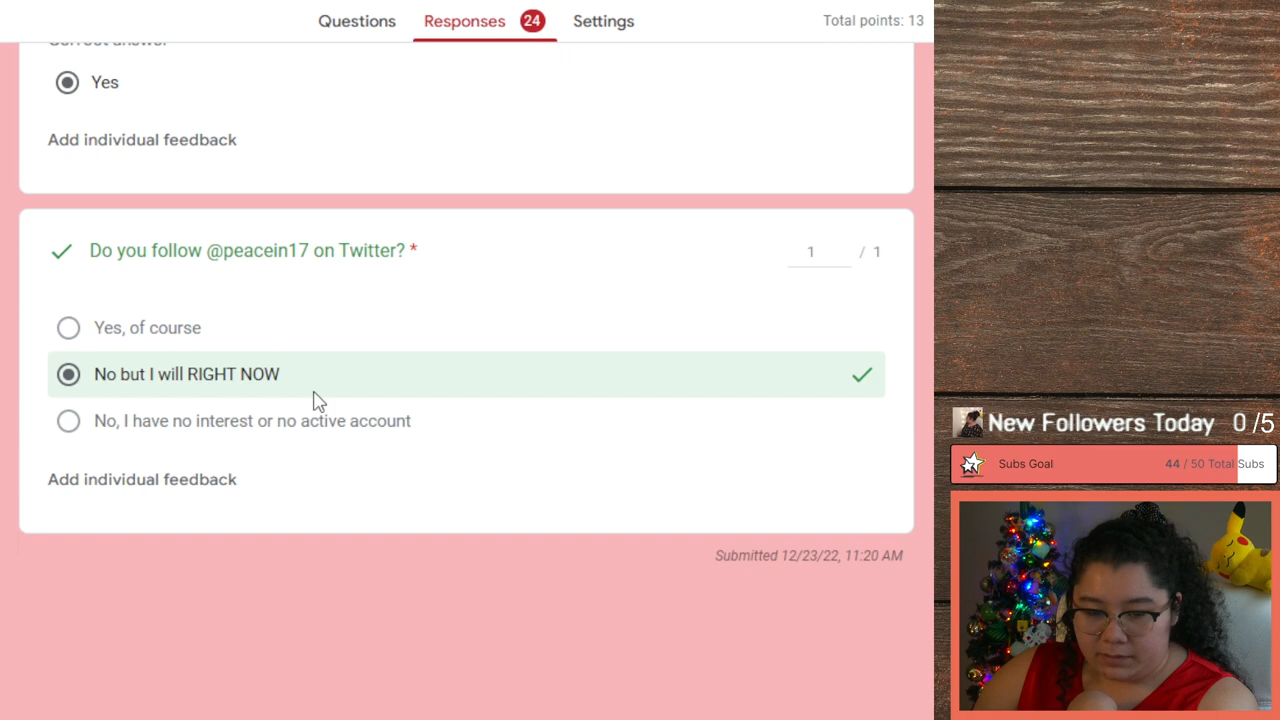 Questions Responses 24 Settings Total points: 13
Correct answer
Yes
Add individual feedback
Do you follow @peacein17 on Twitter? * 1 / 1
Yes, of course
No but I will RIGHT NOW
No, I have no interest or no active account
Add individual feedback
Submitted 12/23/22, 11:20 AM
New Followers Today 0 /5
Subs Goal 44 / 50 Total Subs